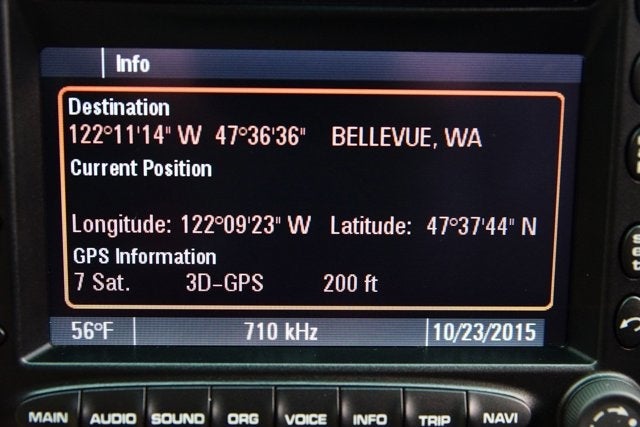 Info
Destination
122°11'14" W 47°36'36" BELLEVUE, WA
Current Position
Longitude: 122°09'23" W Latitude: 47°37'44" N
GPS Information
7 Sat. 3D-GPS 200 ft
56°F 710 kHz 10/23/2015
MAIN AUDIO SOUND ORG VOICE INFO TRIP NAVI